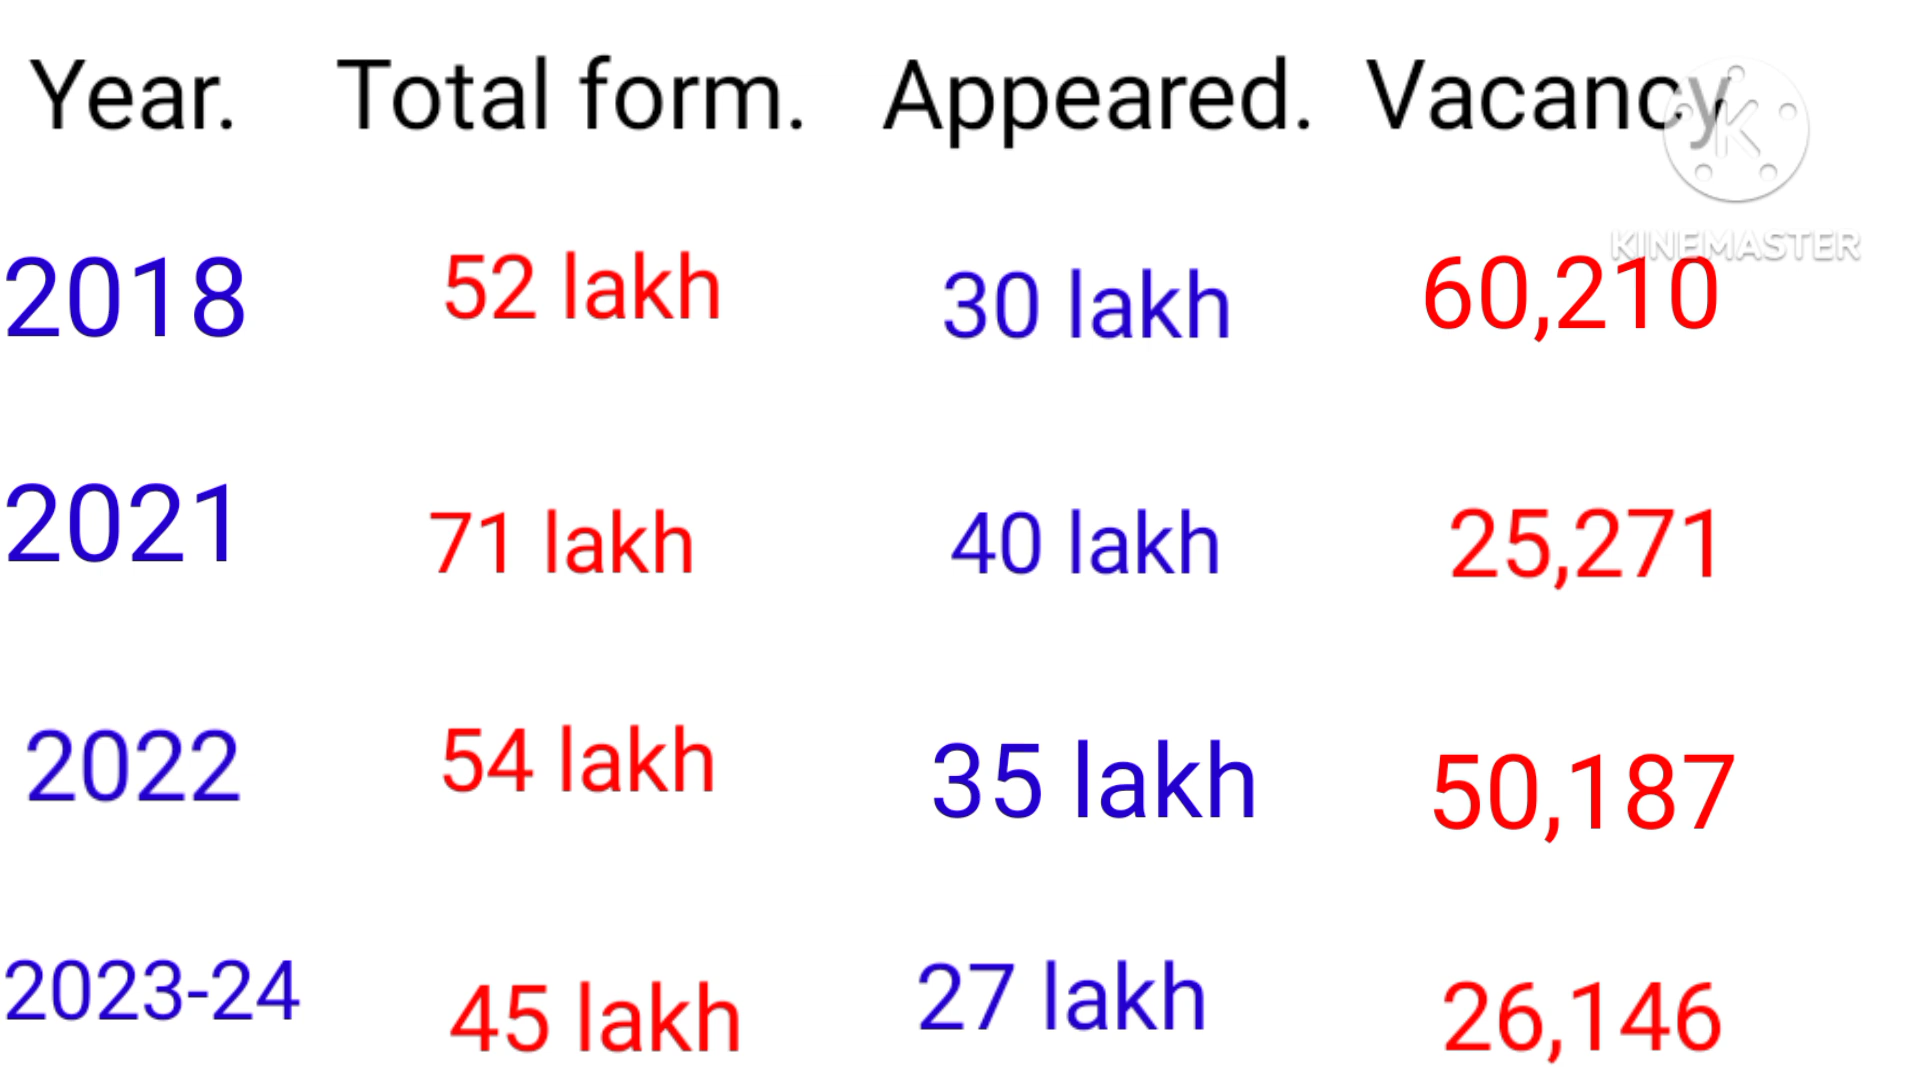 Year. Total form. Appeared. Vacancy
KINEMASTER
2018 52 lakh 30 lakh 60,210
2021 71 lakh 40 lakh 25,271
2022 54 lakh 35 lakh 50,187
2023-24 45 lakh 27 lakh 26,146